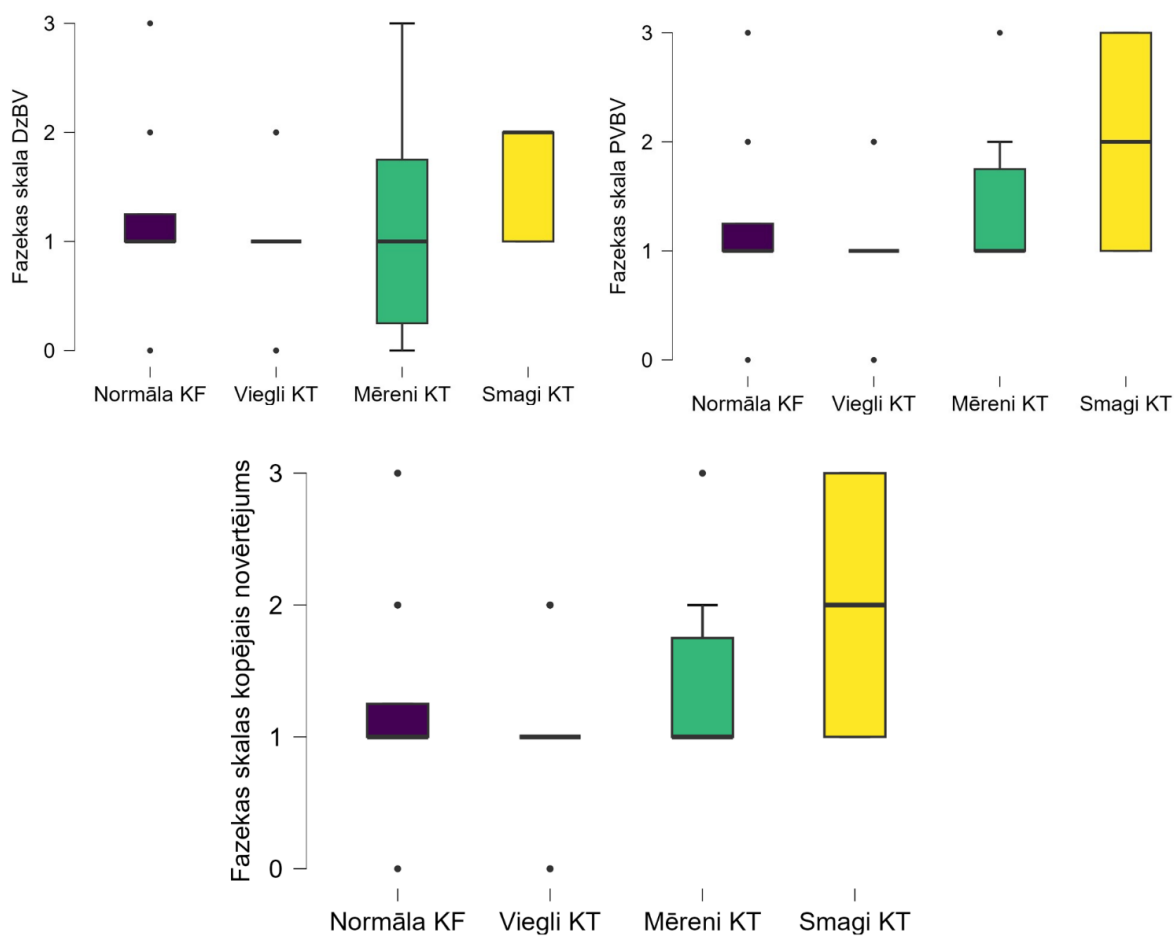 Fazekas skala DzBV
3
2
1
0
Normāla KF Viegli KT Mēreni KT Smagi KT
Fazekas skala PVBV
3
2
1
0
Normāla KF Viegli KT Mēreni KT Smagi KT
Fazekas skalas kopējais novērtējums
3
2
1
0
Normāla KF Viegli KT Mēreni KT Smagi KT